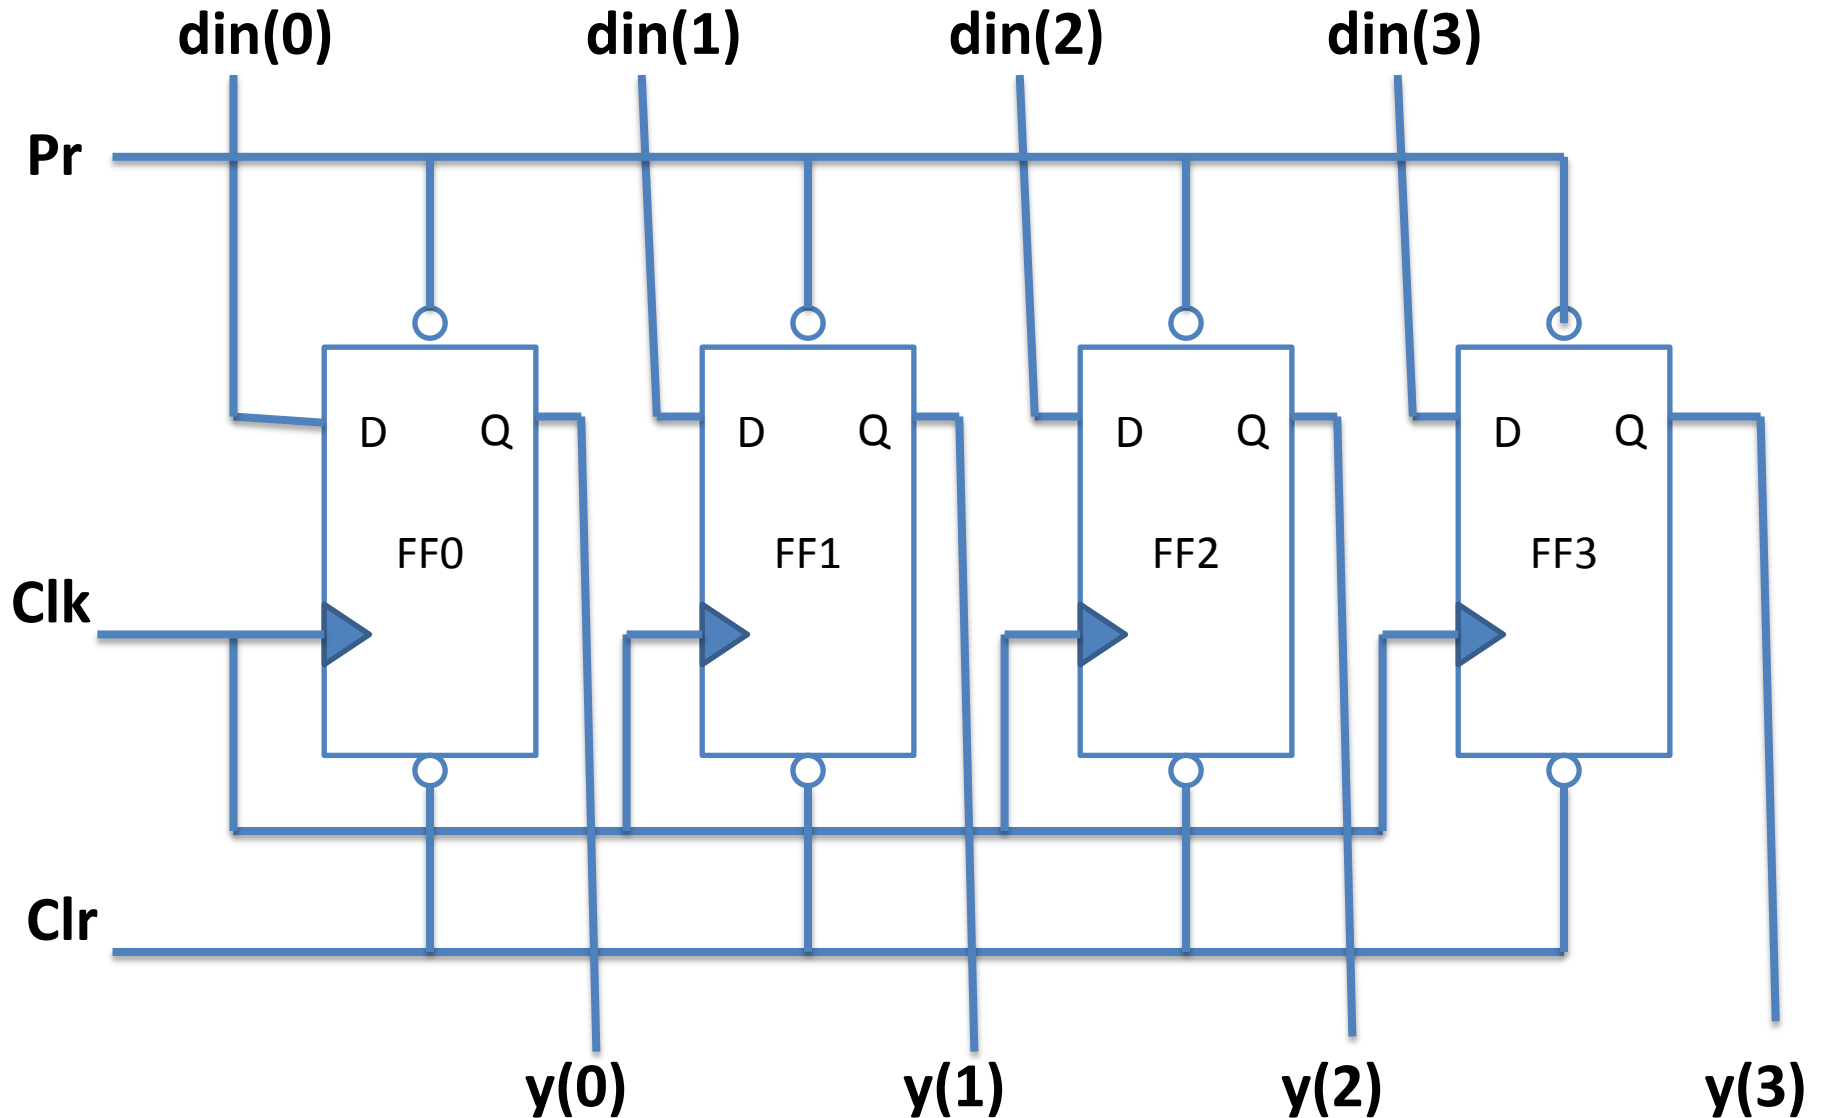 din(0) din(1) din(2) din(3)
Pr
D Q D Q D Q D Q
FF0 FF1 FF2 FF3
Clk
Clr
y(0) y(1) y(2) y(3)